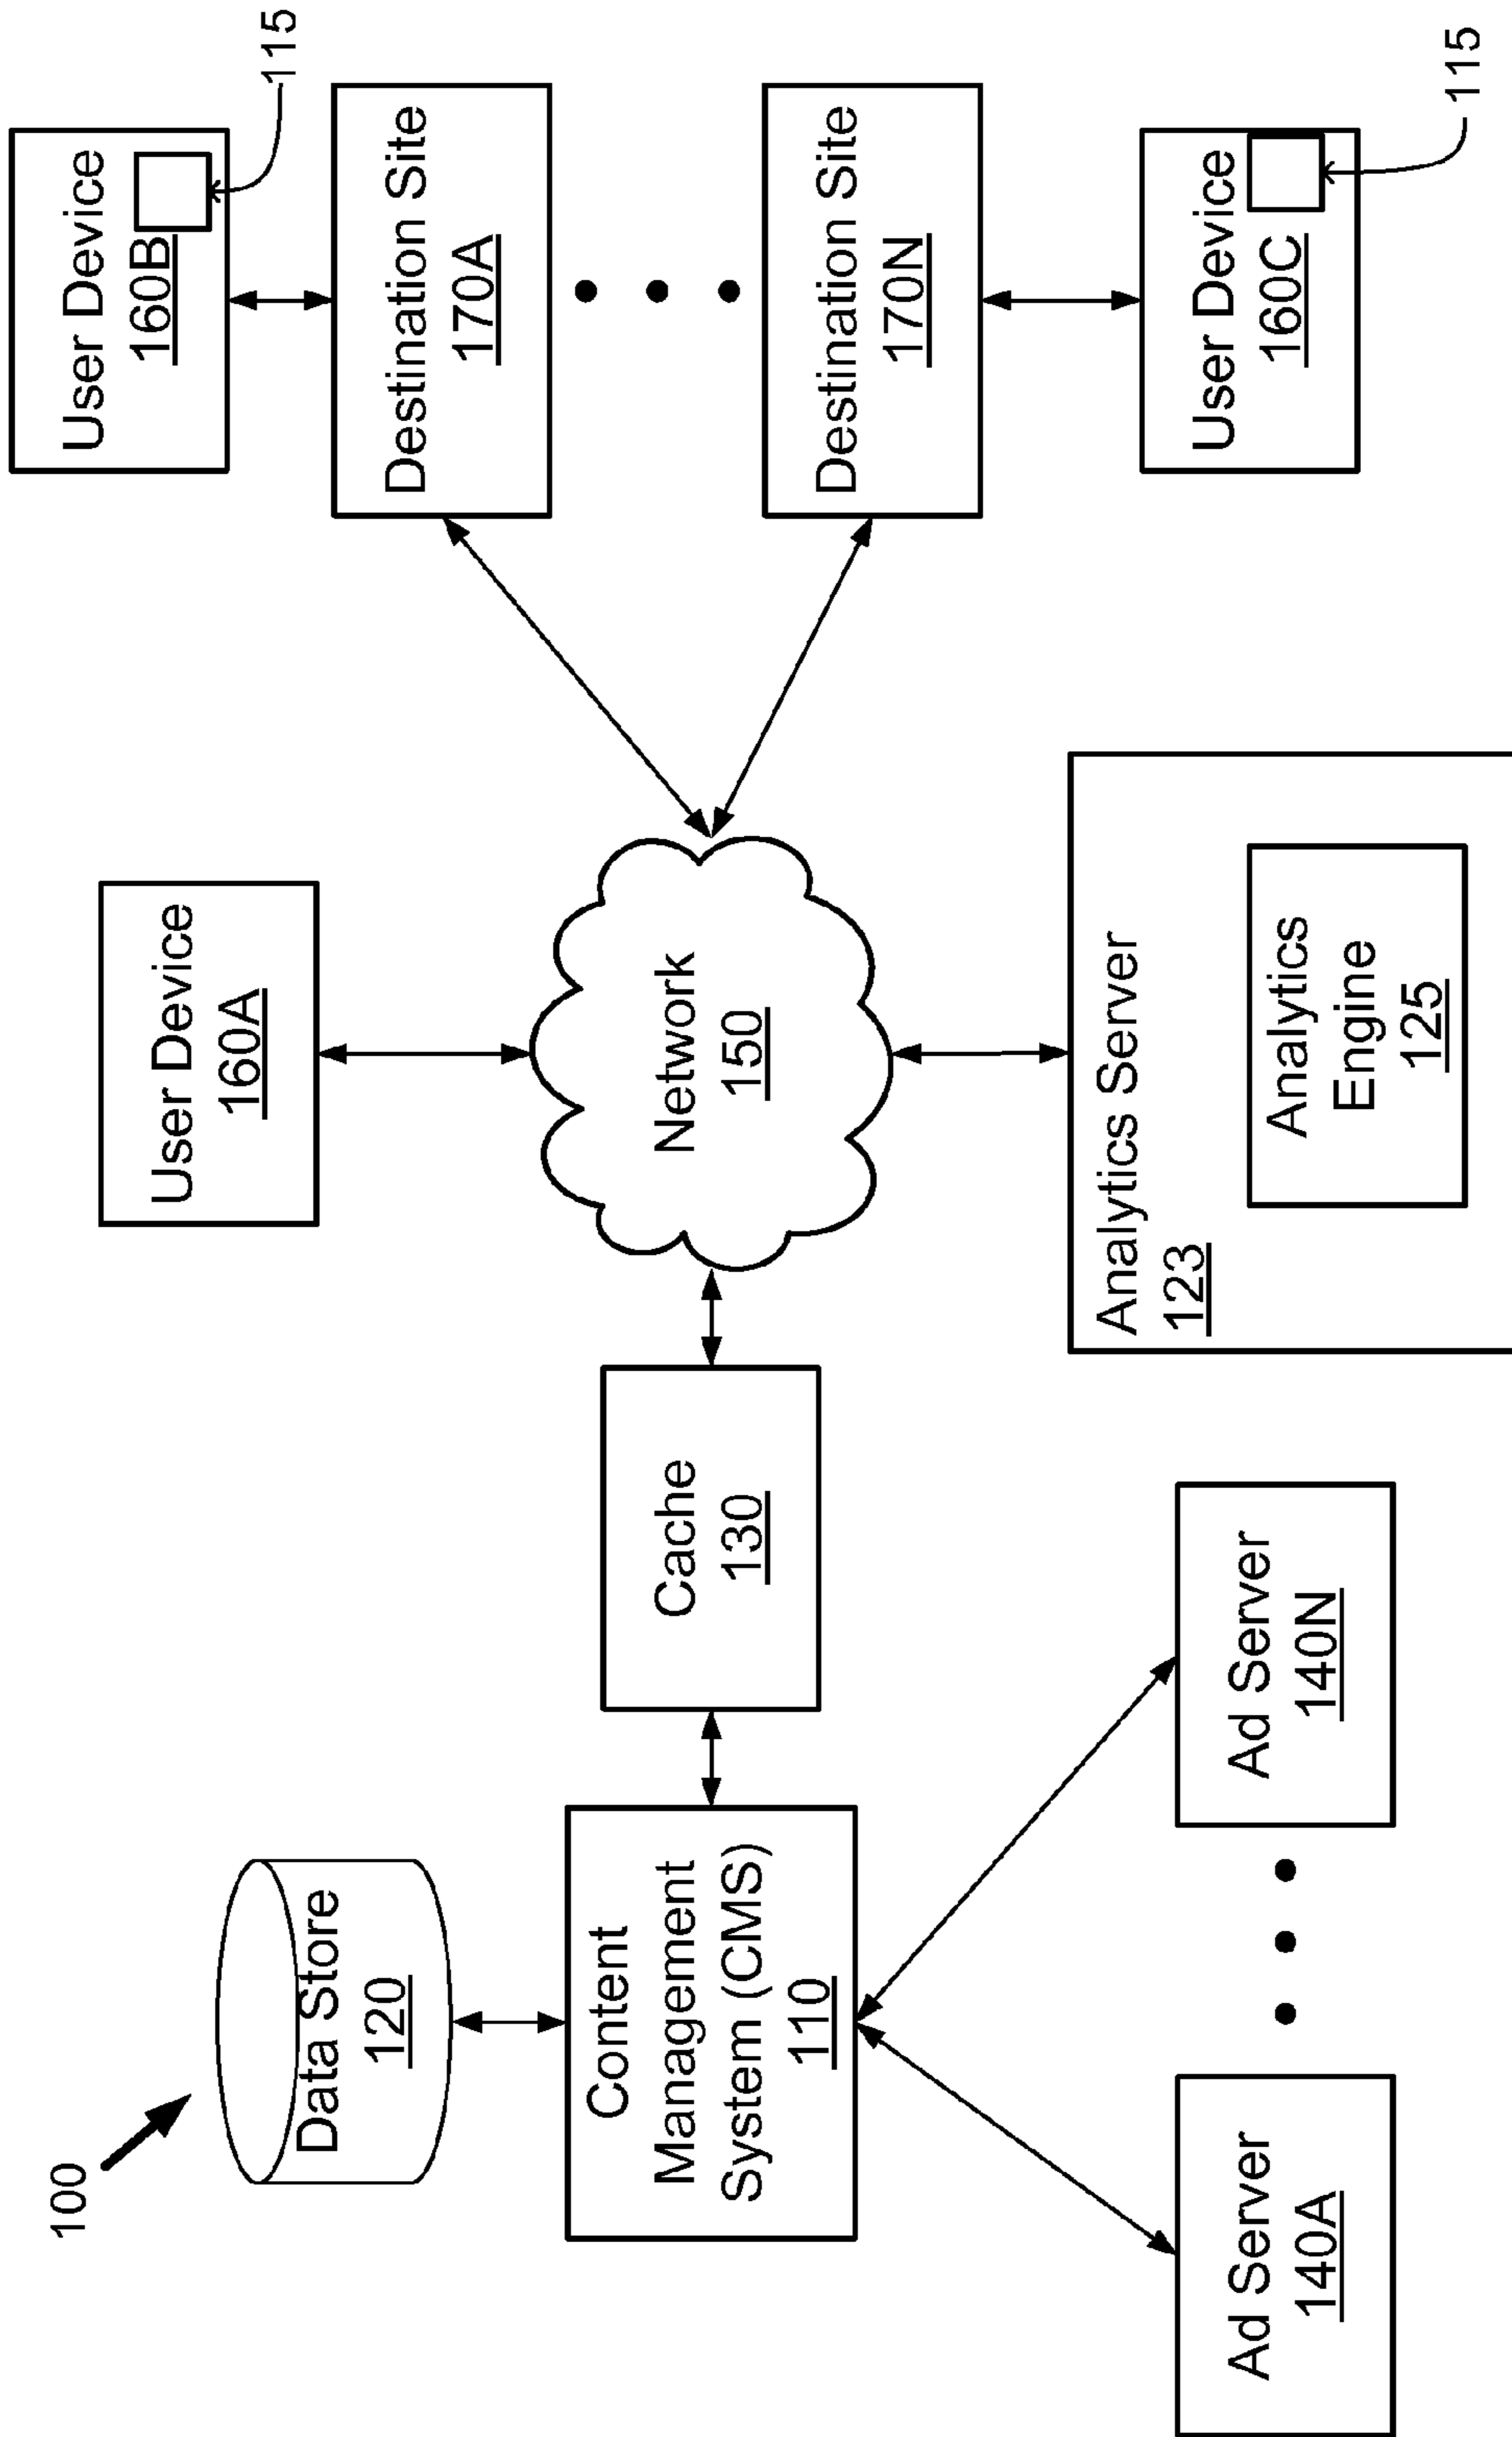 100
Data Store
120
Content
Management
System (CMS)
110
Ad Server
140A
Ad Server
140N
Cache
130
User Device
160A
Network
150
Analytics Server
123
Analytics
Engine
125
User Device
160B
115
Destination Site
170A
Destination Site
170N
User Device
160C
115